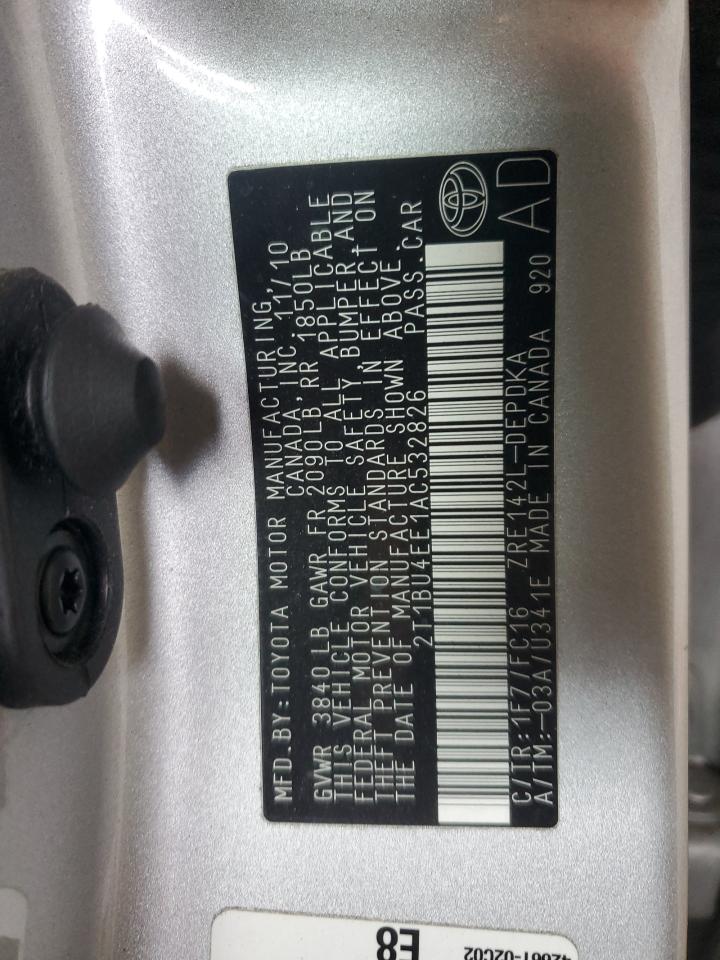 MFD.BY:TOYOTA MOTOR MANUFACTURING,
CANADA,INC. 11/10
GVWR 3840LB GAWR FR 2090LB,RR 1850LB
THIS VEHICLE CONFORMS TO ALL APPLICABLE
FEDERAL MOTOR VEHICLE SAFETY, BUMPER, AND
THEFT PREVENTION STANDARDS IN EFFECT ON
THE DATE OF MANUFACTURE SHOWN ABOVE.
2T1BU4EE1AC532826 PASS.CAR
C/TR:1F7/FC16 ZRE142L-DEPDKA
A/TM:-03A/U341E MADE IN CANADA 920
AD
E8
42661-02C02